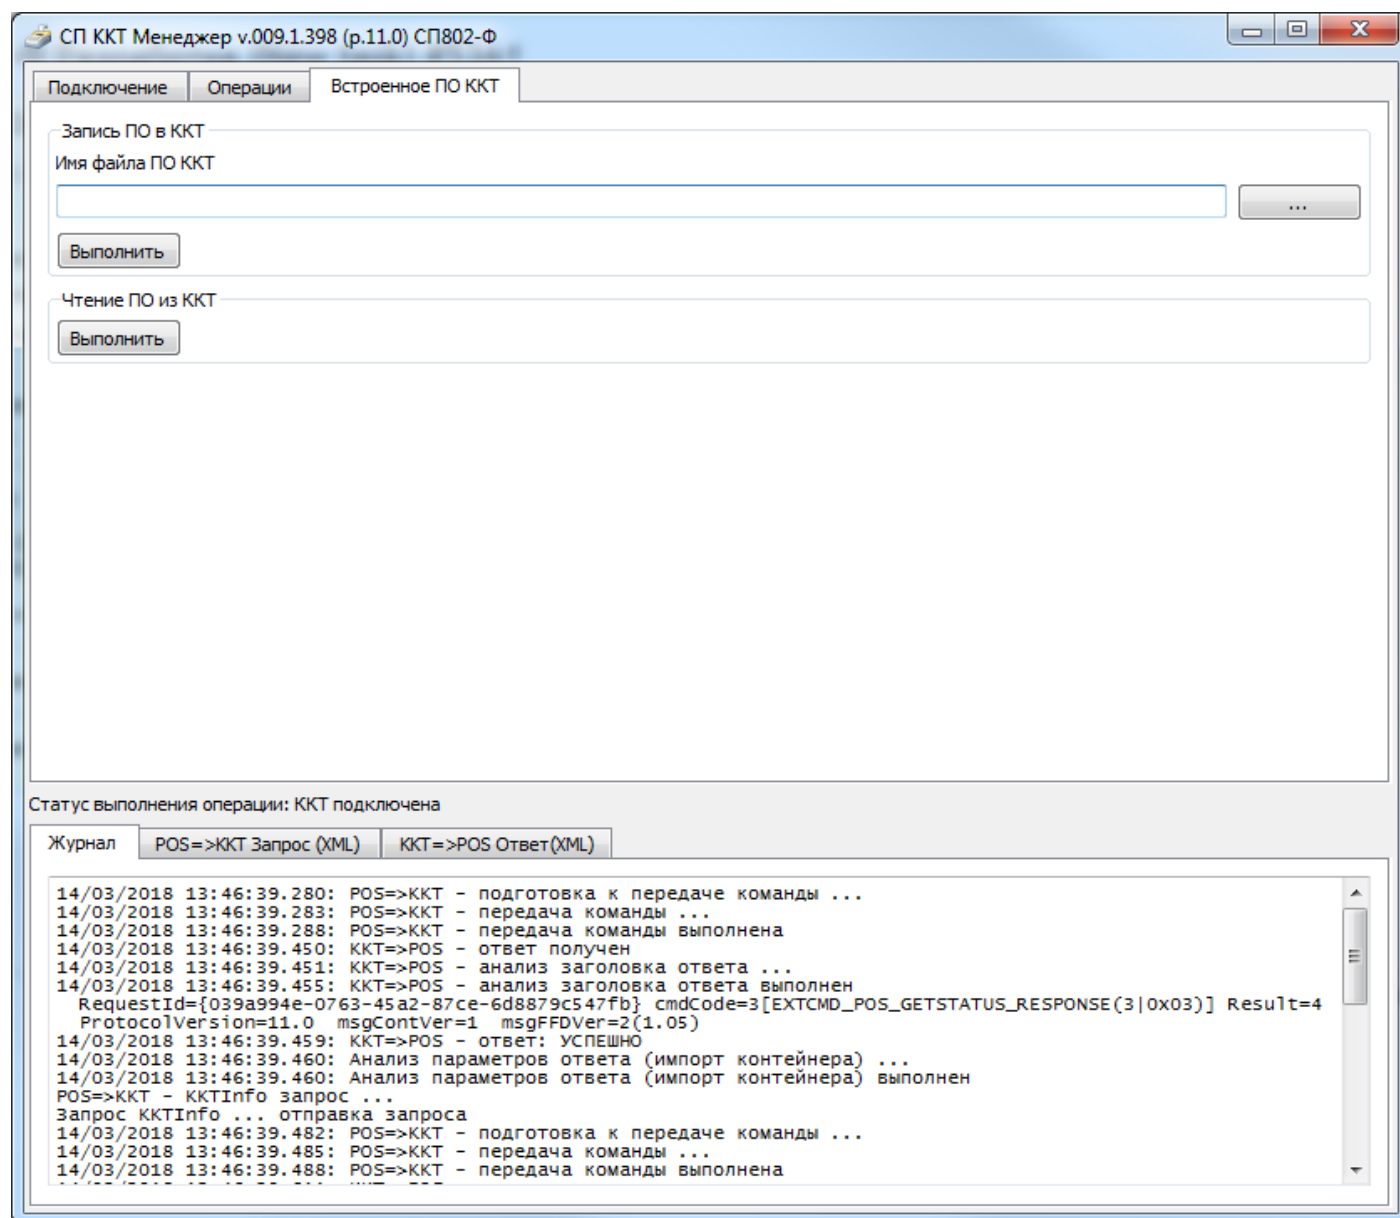 СП ККТ Менеджер v.009.1.398 (p.11.0) СП802-Ф
Подключение Операции Встроенное ПО ККТ
Запись ПО в ККТ
Имя файла ПО ККТ
...
Выполнить
Чтение ПО из ККТ
Выполнить
Статус выполнения операции: ККТ подключена
Журнал POS=>ККТ Запрос (XML) ККТ=>POS Ответ(XML)
14/03/2018 13:46:39.280: POS=>ККТ - подготовка к передаче команды ...
14/03/2018 13:46:39.283: POS=>ККТ - передача команды ...
14/03/2018 13:46:39.288: POS=>ККТ - передача команды выполнена
14/03/2018 13:46:39.450: ККТ=>POS - ответ получен
14/03/2018 13:46:39.451: ККТ=>POS - анализ заголовка ответа ...
14/03/2018 13:46:39.455: ККТ=>POS - анализ заголовка ответа выполнен
RequestId={039a994e-0763-45a2-87ce-6d8879c547fb} cmdCode=3[EXTCMD_POS_GETSTATUS_RESPONSE(3|0x03)] Result=4
ProtocolVersion=11.0 msgContVer=1 msgFFDVer=2(1.05)
14/03/2018 13:46:39.459: ККТ=>POS - ответ: УСПЕШНО
14/03/2018 13:46:39.460: Анализ параметров ответа (импорт контейнера) ...
14/03/2018 13:46:39.460: Анализ параметров ответа (импорт контейнера) выполнен
POS=>ККТ - KKTInfo запрос ...
Запрос KKTInfo ... отправка запроса
14/03/2018 13:46:39.482: POS=>ККТ - подготовка к передаче команды ...
14/03/2018 13:46:39.485: POS=>ККТ - передача команды ...
14/03/2018 13:46:39.488: POS=>ККТ - передача команды выполнена